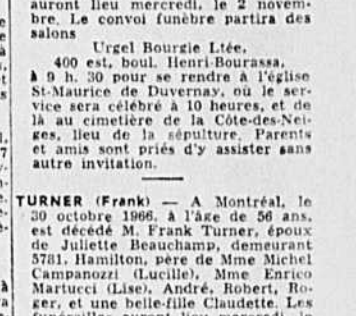 auront lieu mercredi, le 2 novem-
bre. Le convoi funèbre partira des
salons
Urgel Bourgie Ltée,
400 est, boul. Henri-Bourassa,
à 9 h. 30 pour se rendre à l'église
St-Maurice de Duvernay, où le ser-
vice sera célébré à 10 heures, et de
là au cimetière de la Côte-des-Nei-
ges, lieu de la sépulture. Parents
et amis sont priés d'y assister sans
autre invitation.
TURNER (Frank) — A Montréal, le
30 octobre 1966, à l'âge de 56 ans,
est décédé M. Frank Turner, époux
de Juliette Beauchamp, demeurant
5781, Hamilton, père de Mme Michel
Campanozzi (Lucille), Mme Enrico
Martucci (Lise), André, Robert, Ro-
ger, et une belle-fille Claudette. Les
funérailles auront lieu mercredi, le